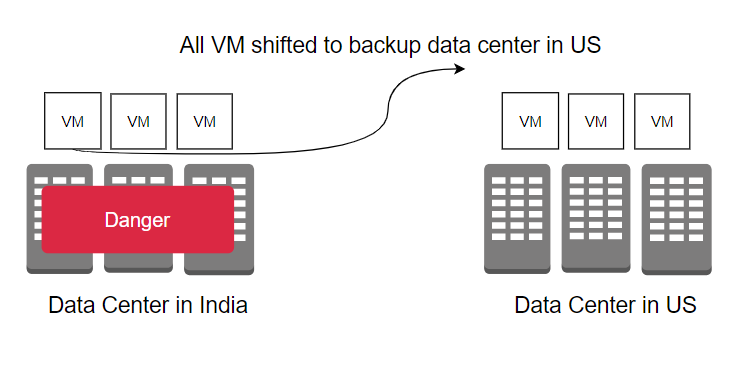 All VM shifted to backup data center in US
VM VM VM
VM VM VM
Danger
Data Center in India
Data Center in US